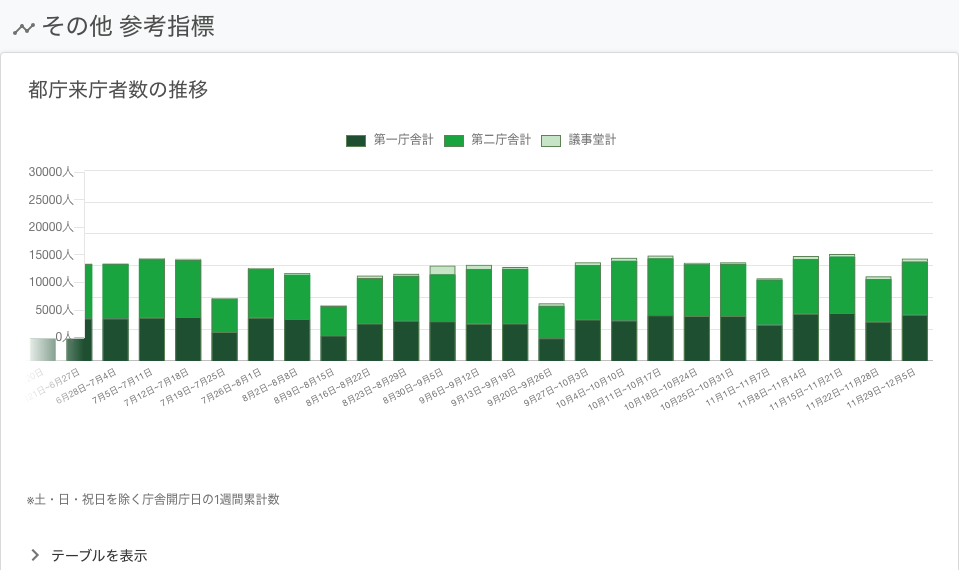 その他 参考指標
都庁来庁者数の推移
第一庁舎計 第二庁舎計 議事堂計
30000人
25000人
20000人
15000人
10000人
5000人
0人
6月28日~7月4日
7月5日~7月11日
7月12日~7月18日
7月19日~7月25日
7月26日~8月1日
8月2日~8月8日
8月9日~8月15日
8月16日~8月22日
8月23日~8月29日
8月30日~9月5日
9月6日~9月12日
9月13日~9月19日
9月20日~9月26日
9月27日~10月3日
10月4日~10月10日
10月11日~10月17日
10月18日~10月24日
10月25日~10月31日
11月1日~11月7日
11月8日~11月14日
11月15日~11月21日
11月22日~11月28日
11月29日~12月5日
※土・日・祝日を除く庁舎開庁日の1週間累計数
テーブルを表示